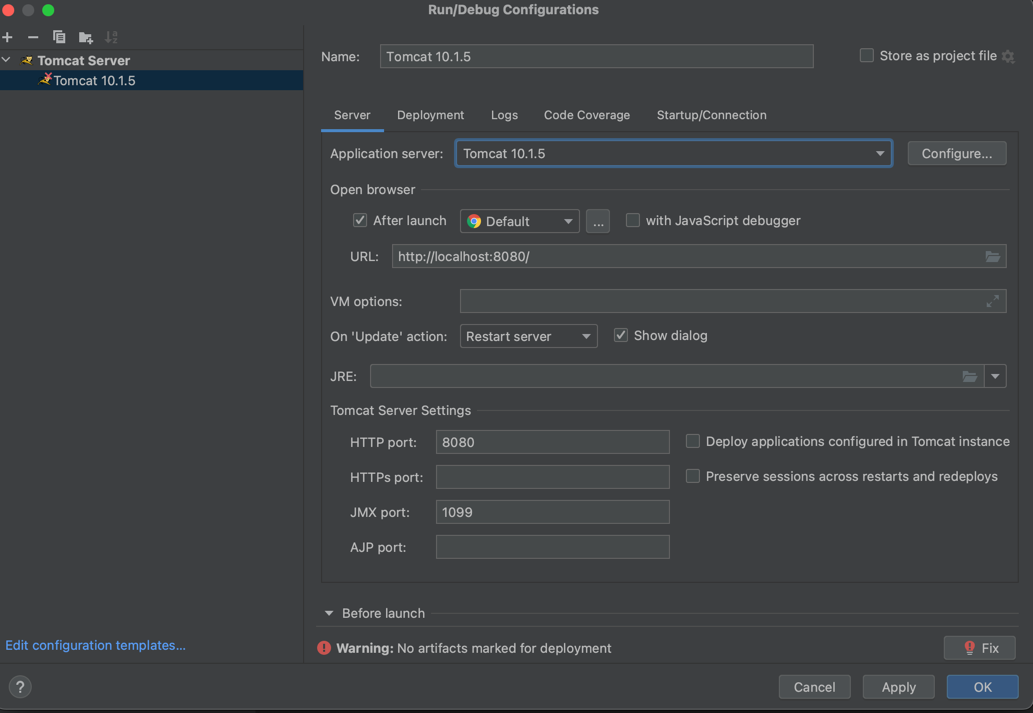 Run/Debug Configurations
Tomcat Server
Tomcat 10.1.5
Name: Tomcat 10.1.5
Store as project file
Server Deployment Logs Code Coverage Startup/Connection
Application server: Tomcat 10.1.5 Configure...
Open browser
After launch Default ... with JavaScript debugger
URL: http://localhost:8080/
VM options:
On 'Update' action: Restart server Show dialog
JRE:
Tomcat Server Settings
HTTP port: 8080 Deploy applications configured in Tomcat instance
HTTPs port: Preserve sessions across restarts and redeploys
JMX port: 1099
AJP port:
Before launch
Edit configuration templates...
Warning: No artifacts marked for deployment Fix
? Cancel Apply OK